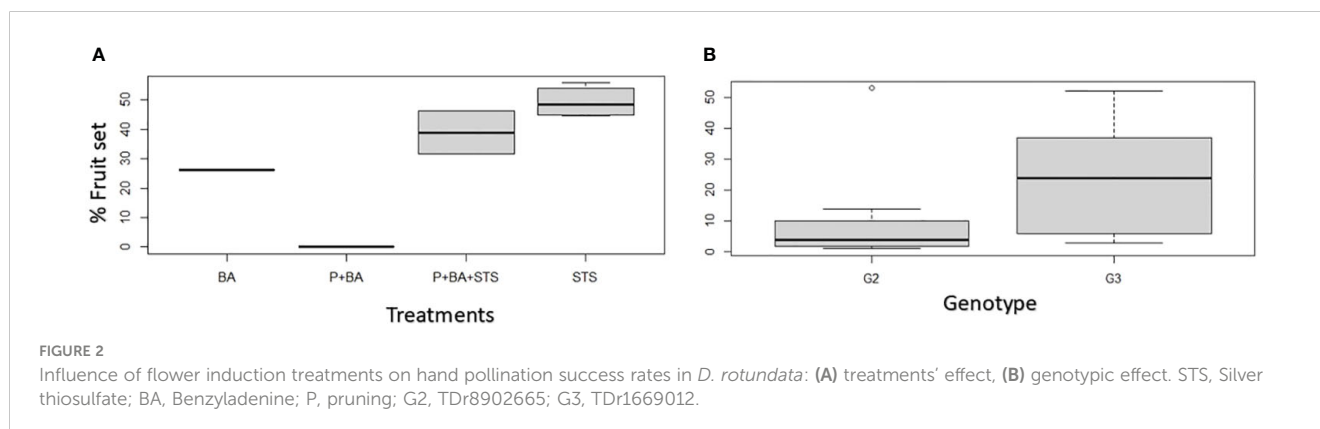 A
B
% Fruit set
50
40
30
20
10
0
BA
P+BA
P+BA+STS
STS
Treatments
50
40
30
20
10
0
G2
G3
Genotype
FIGURE 2
Influence of flower induction treatments on hand pollination success rates in D. rotundata: (A) treatments’ effect, (B) genotypic effect. STS, Silver
thiosulfate; BA, Benzyladenine; P, pruning; G2, TDr8902665; G3, TDr1669012.